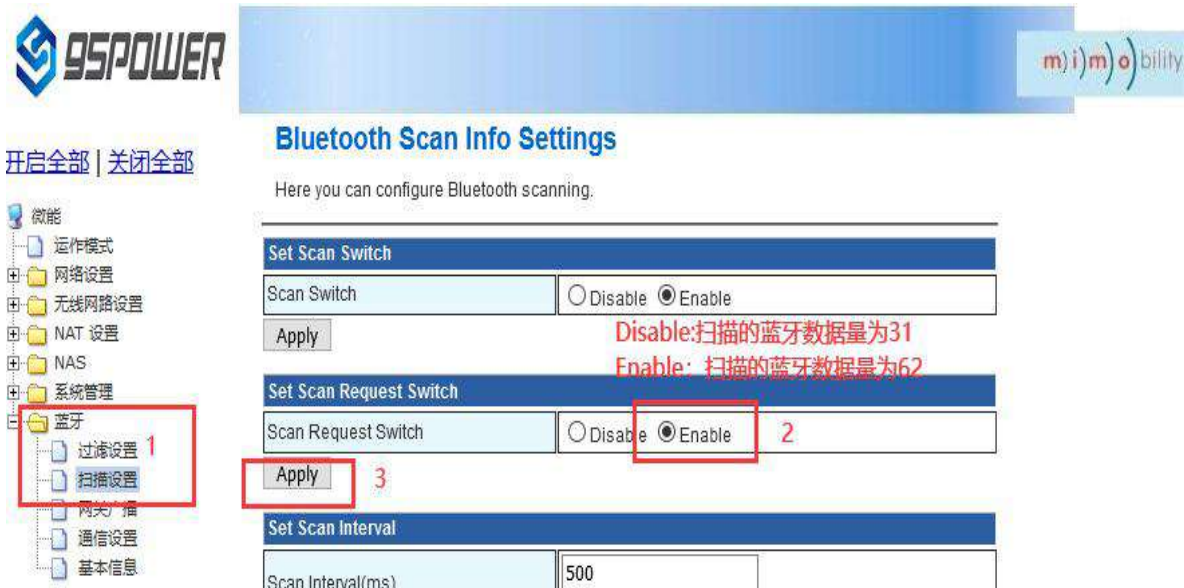 95POWER
m)i)m)o)bility
开启全部 | 关闭全部
微能
运作模式
网络设置
无线网路设置
NAT 设置
NAS
系統管理
蓝牙
过滤设置
1
扫描设置
网关广播
通信设置
基本信息
Bluetooth Scan Info Settings
Here you can configure Bluetooth scanning.
Set Scan Switch
Scan Switch
Disable Enable
Apply
Disable:扫描的蓝牙数据量为31
Enable：扫描的蓝牙数据量为62
Set Scan Request Switch
Scan Request Switch
Disable Enable
2
Apply
3
Set Scan Interval
Scan Interval(ms)
500